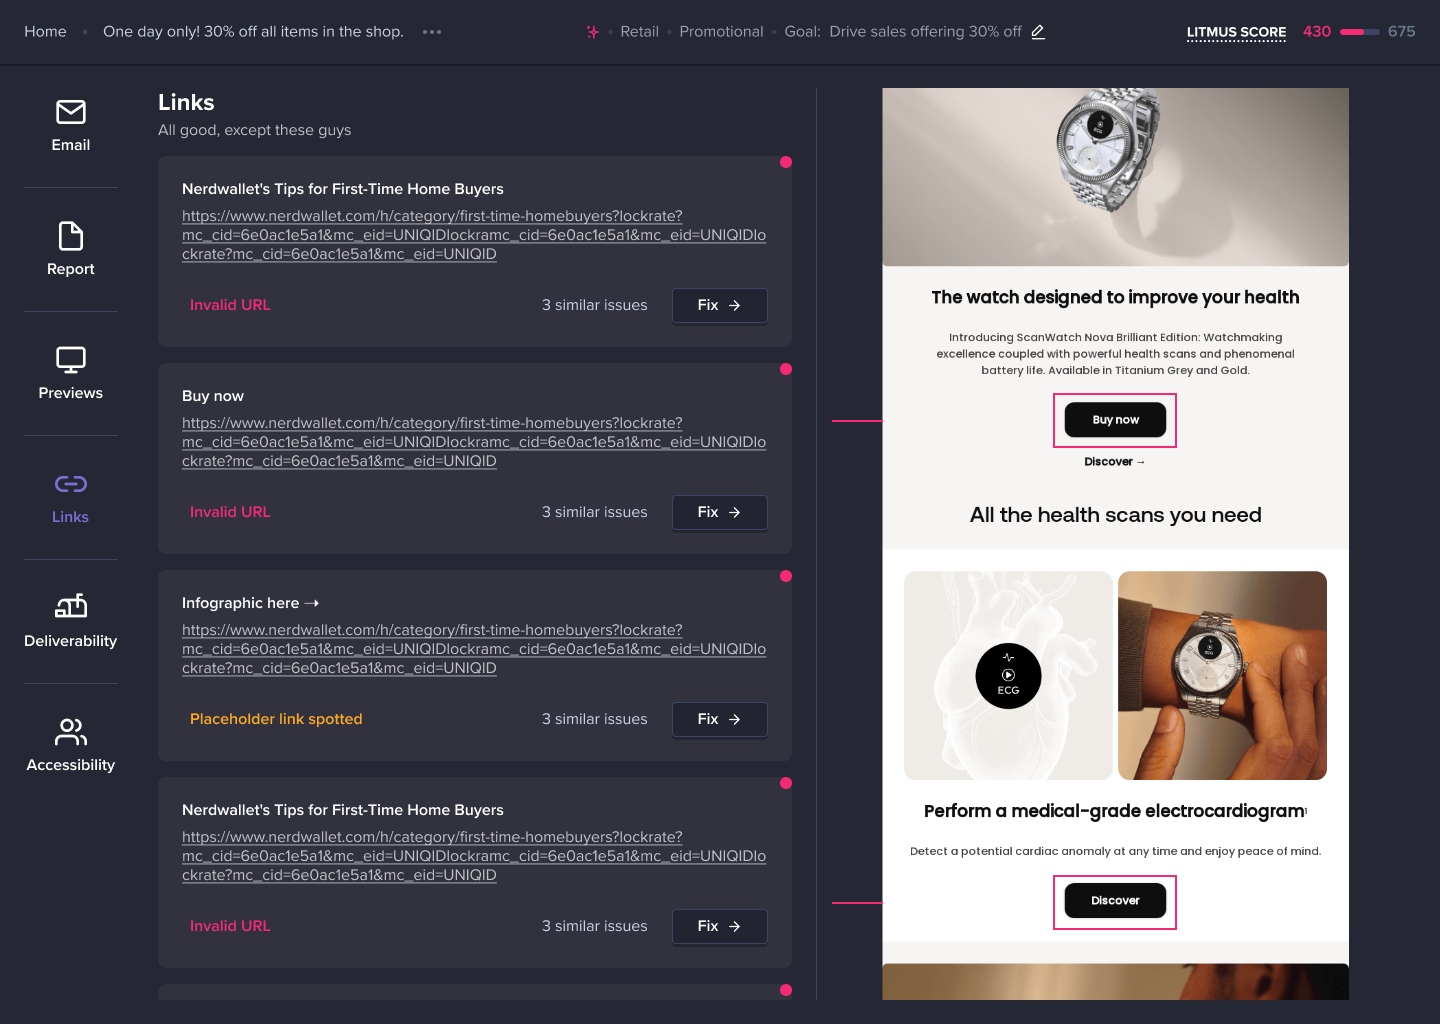 Home
One day only! 30% off all items in the shop.
Retail
Promotional
Goal: Drive sales offering 30% off
LITMUS SCORE
430
675
Email
Report
Previews
Links
Deliverability
Accessibility
Links
All good, except these guys
Nerdwallet's Tips for First-Time Home Buyers
https://www.nerdwallet.com/h/category/first-time-homebuyers?lockrate?
mc_cid=6e0ac1e5a1&mc_eid=UNIQIDlockramc_cid=6e0ac1e5a1&mc_eid=UNIQIDlo
ckrate?mc_cid=6e0ac1e5a1&mc_eid=UNIQID
Invalid URL
3 similar issues
Fix →
Buy now
https://www.nerdwallet.com/h/category/first-time-homebuyers?lockrate?
mc_cid=6e0ac1e5a1&mc_eid=UNIQIDlockramc_cid=6e0ac1e5a1&mc_eid=UNIQIDlo
ckrate?mc_cid=6e0ac1e5a1&mc_eid=UNIQID
Invalid URL
3 similar issues
Fix →
Infographic here ➝
https://www.nerdwallet.com/h/category/first-time-homebuyers?lockrate?
mc_cid=6e0ac1e5a1&mc_eid=UNIQIDlockramc_cid=6e0ac1e5a1&mc_eid=UNIQIDlo
ckrate?mc_cid=6e0ac1e5a1&mc_eid=UNIQID
Placeholder link spotted
3 similar issues
Fix →
Nerdwallet's Tips for First-Time Home Buyers
https://www.nerdwallet.com/h/category/first-time-homebuyers?lockrate?
mc_cid=6e0ac1e5a1&mc_eid=UNIQIDlockramc_cid=6e0ac1e5a1&mc_eid=UNIQIDlo
ckrate?mc_cid=6e0ac1e5a1&mc_eid=UNIQID
Invalid URL
3 similar issues
Fix →
ECG
The watch designed to improve your health
Introducing ScanWatch Nova Brilliant Edition: Watchmaking
excellence coupled with powerful health scans and phenomenal
battery life. Available in Titanium Grey and Gold.
Buy now
Discover →
All the health scans you need
ECG
ECG
Perform a medical-grade electrocardiogram¹
Detect a potential cardiac anomaly at any time and enjoy peace of mind.
Discover